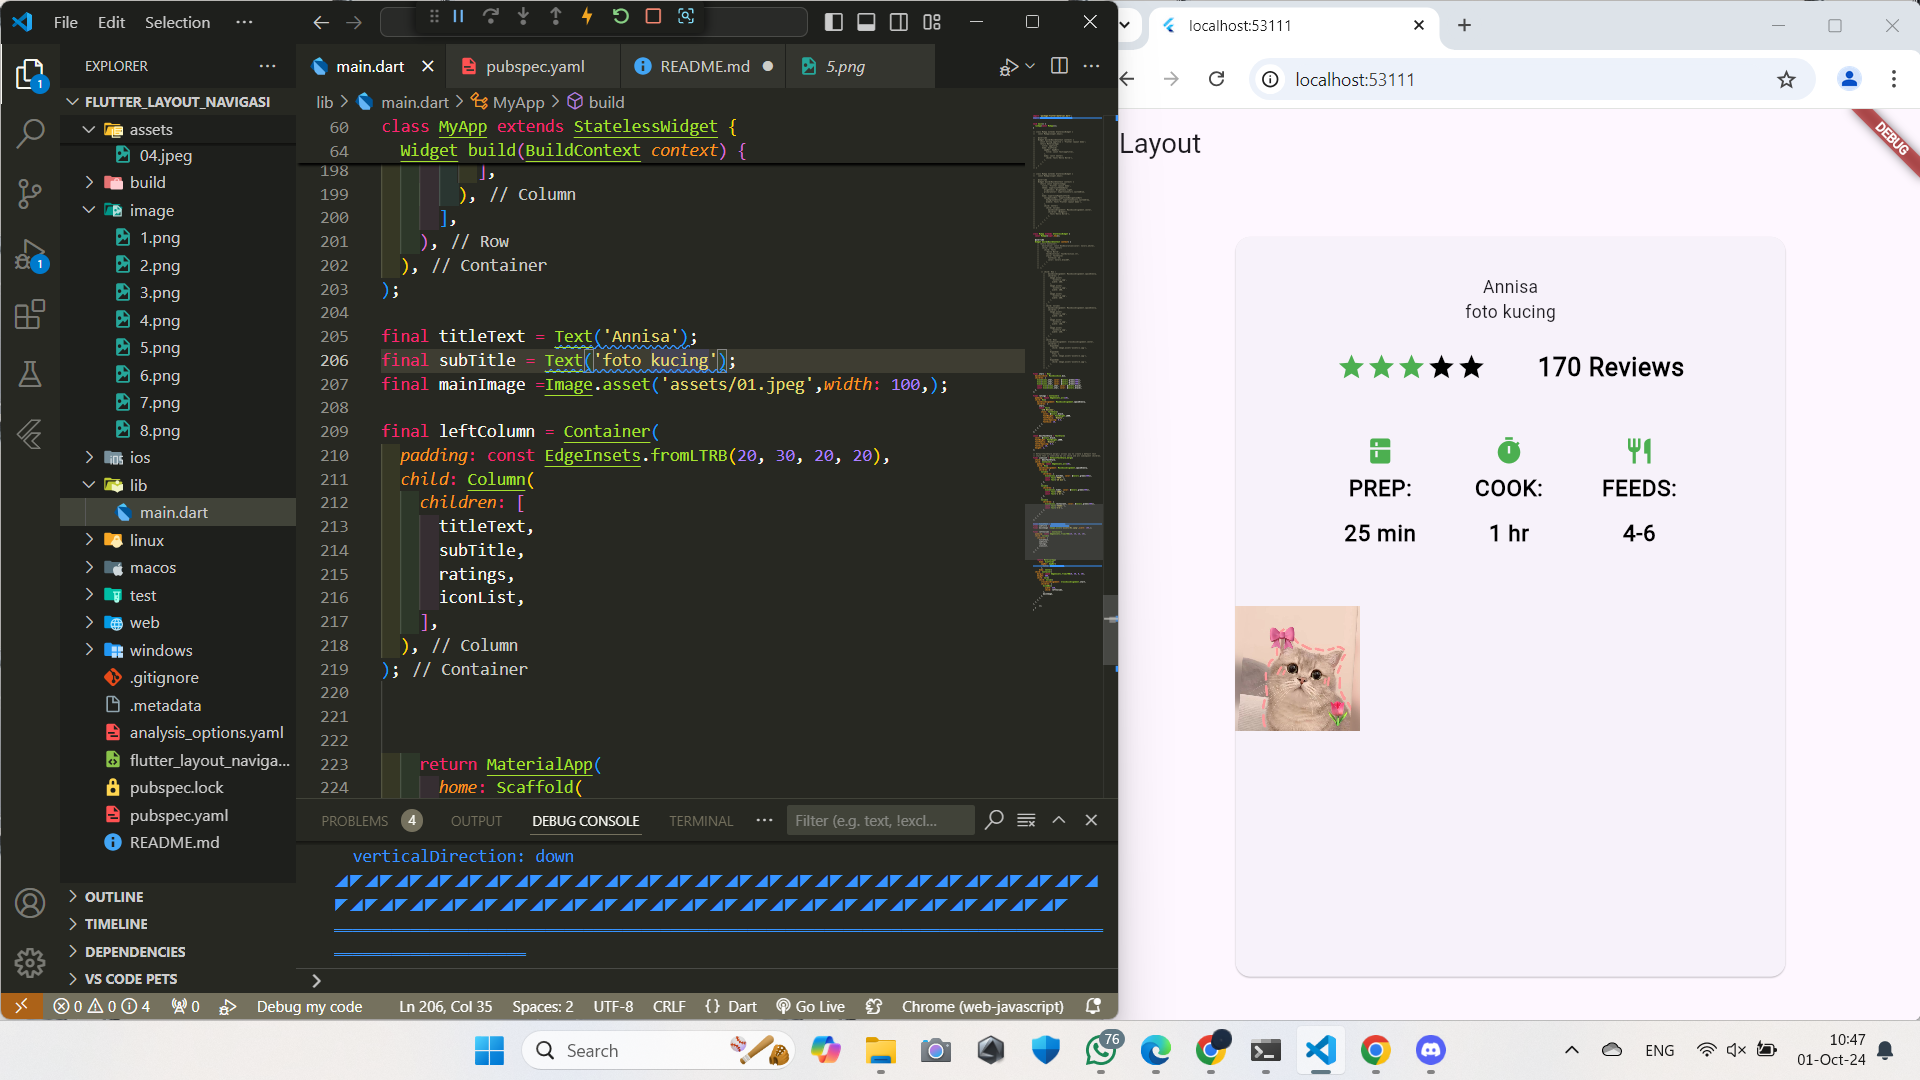 File Edit Selection ···
EXPLORER ···
FLUTTER_LAYOUT_NAVIGASI
assets
04.jpeg
build
image
1.png
2.png
3.png
4.png
5.png
6.png
7.png
8.png
ios
lib
main.dart
linux
macos
test
web
windows
.gitignore
.metadata
analysis_options.yaml
flutter_layout_naviga...
pubspec.lock
pubspec.yaml
README.md
OUTLINE
TIMELINE
DEPENDENCIES
VS CODE PETS
1
1
main.dart pubspec.yaml README.md 5.png
lib > main.dart > MyApp > build
60 class MyApp extends StatelessWidget {
64 Widget build(BuildContext context) {
198 ],
199 ), // Column
200 ],
201 ), // Row
202 ), // Container
203 );
204
205 final titleText = Text('Annisa');
206 final subTitle = Text('foto kucing');
207 final mainImage =Image.asset('assets/01.jpeg',width: 100,);
208
209 final leftColumn = Container(
210 padding: const EdgeInsets.fromLTRB(20, 30, 20, 20),
211 child: Column(
212 children: [
213 titleText,
214 subTitle,
215 ratings,
216 iconList,
217 ],
218 ), // Column
219 ); // Container
220
221
222
223 return MaterialApp(
224 home: Scaffold(
PROBLEMS 4 OUTPUT DEBUG CONSOLE TERMINAL ··· Filter (e.g. text, !excl...
verticalDirection: down
0 0 4 0 Debug my code Ln 206, Col 35 Spaces: 2 UTF-8 CRLF {} Dart Go Live Chrome (web-javascript)
localhost:53111
localhost:53111
Layout
DEBUG
Annisa
foto kucing
170 Reviews
PREP: COOK: FEEDS:
25 min 1 hr 4-6
Search
76
ENG
10:47
01-Oct-24